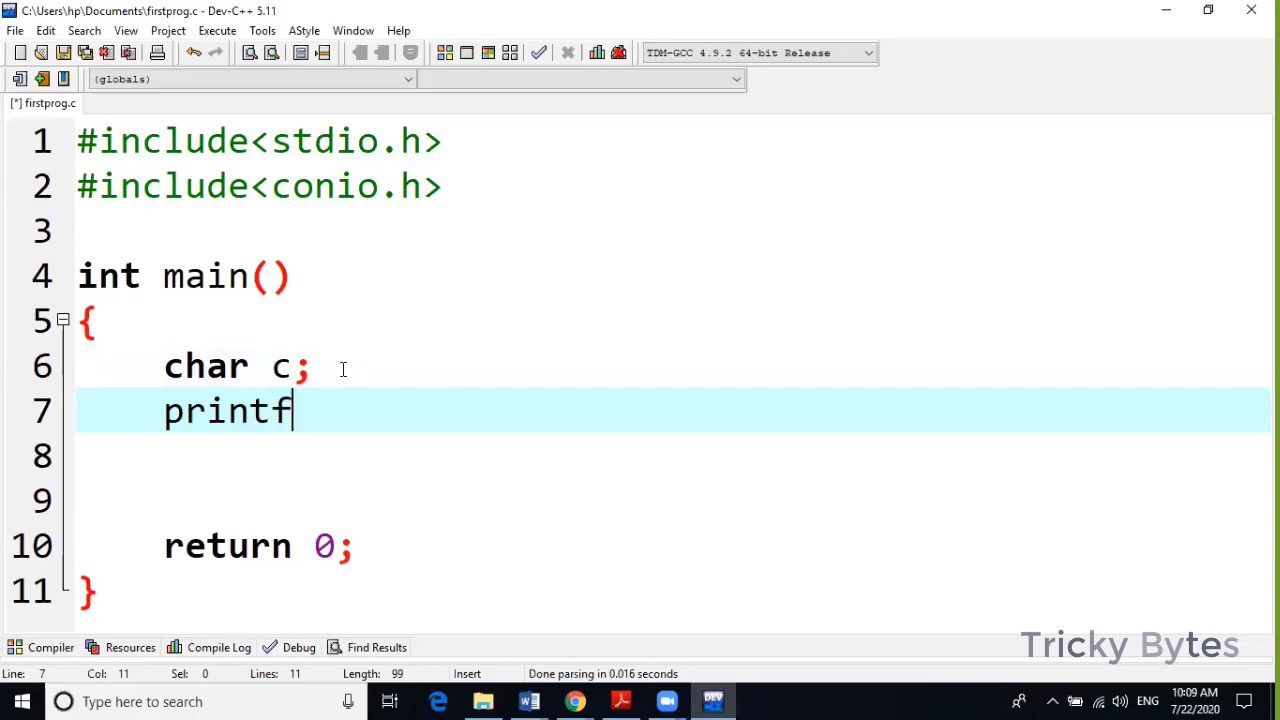 C:\Users\hp\Documents\firstprog.c - Dev-C++ 5.11
File Edit Search View Project Execute Tools AStyle Window Help
TDM-GCC 4.9.2 64-bit Release
(globals)
[*] firstprog.c
1 #include<stdio.h>
2 #include<conio.h>
3
4 int main()
5 {
6 char c;
7 printf
8
9
10 return 0;
11 }
Compiler Resources Compile Log Debug Find Results
Tricky Bytes
Line: 7 Col: 11 Sel: 0 Lines: 11 Length: 99 Insert Done parsing in 0.016 seconds
Type here to search
ENG
10:09 AM
7/22/2020